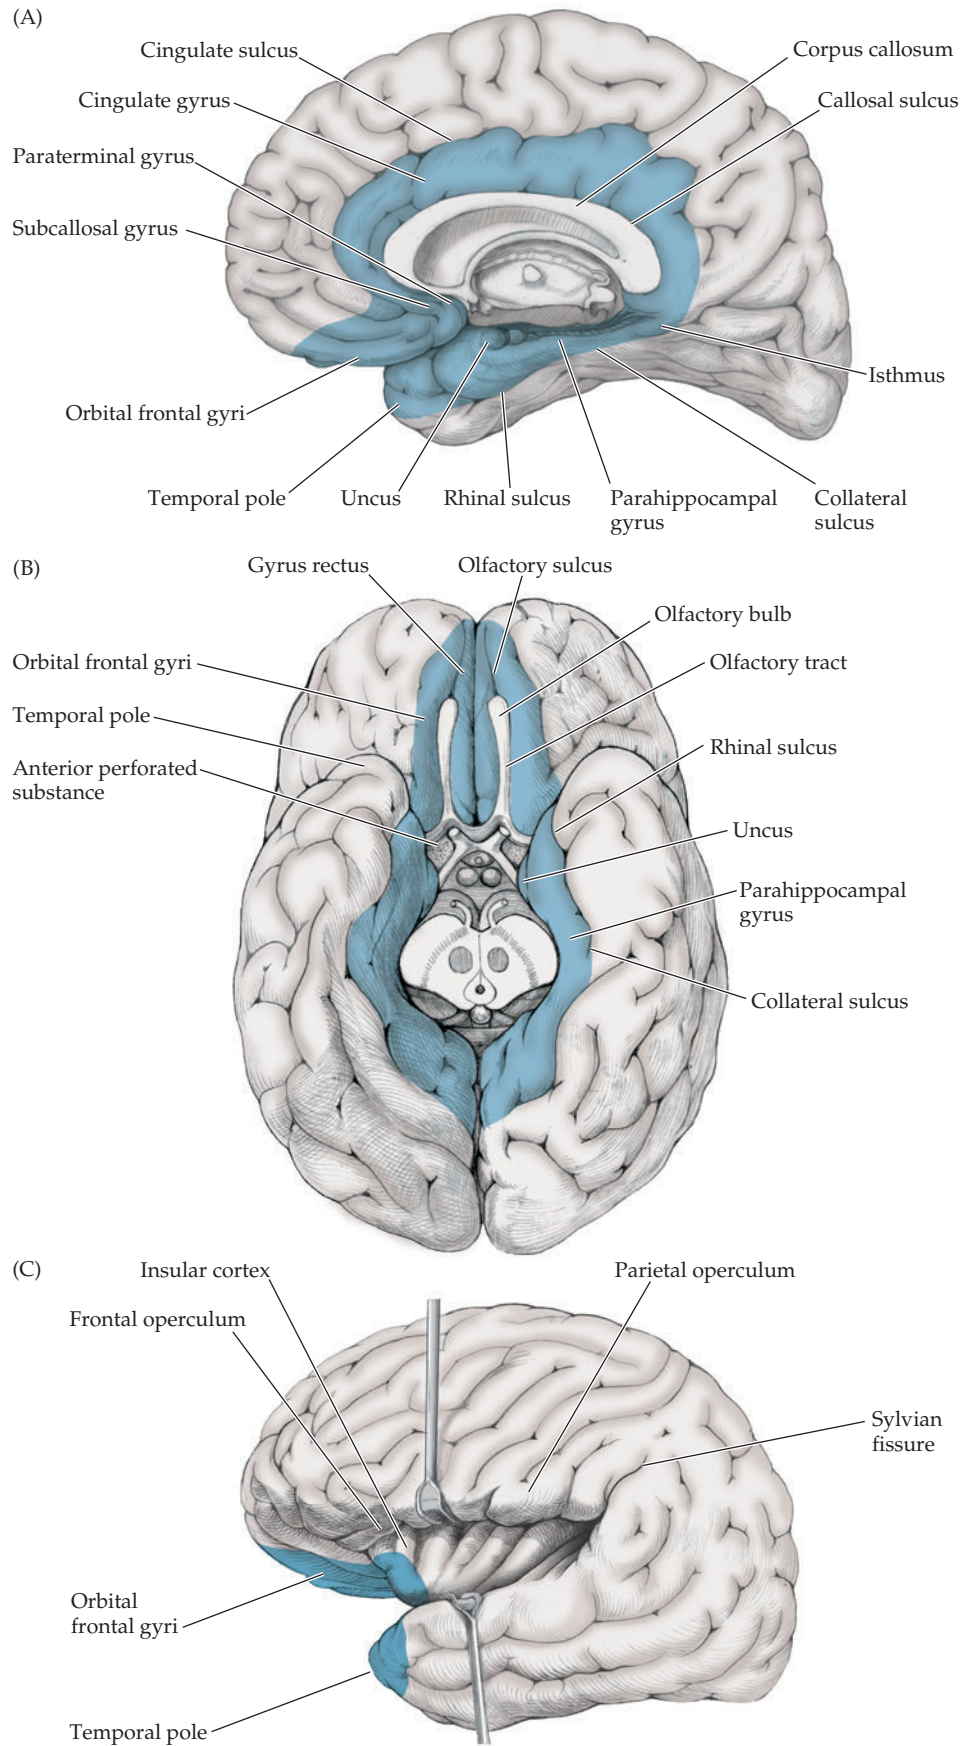 (A)
Cingulate sulcus
Corpus callosum
Cingulate gyrus
Callosal sulcus
Paraterminal gyrus
Subcallosal gyrus
Isthmus
Orbital frontal gyri
Temporal pole
Uncus
Rhinal sulcus
Parahippocampal
gyrus
Collateral
sulcus
(B)
Gyrus rectus
Olfactory sulcus
Olfactory bulb
Orbital frontal gyri
Olfactory tract
Temporal pole
Rhinal sulcus
Anterior perforated
substance
Uncus
Parahippocampal
gyrus
Collateral sulcus
(C)
Insular cortex
Parietal operculum
Frontal operculum
Sylvian
fissure
Orbital
frontal gyri
Temporal pole